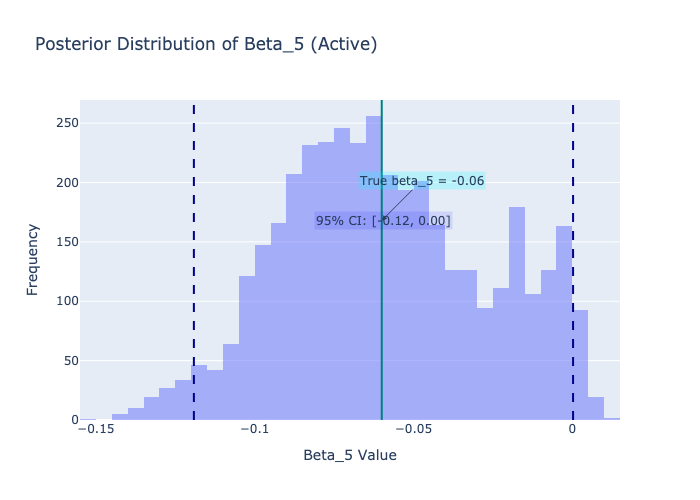 Posterior Distribution of Beta_5 (Active)
250
200
150
100
50
0
Frequency
True beta_5 = -0.06
95% CI: [-0.12, 0.00]
−0.15
−0.1
−0.05
0
Beta_5 Value